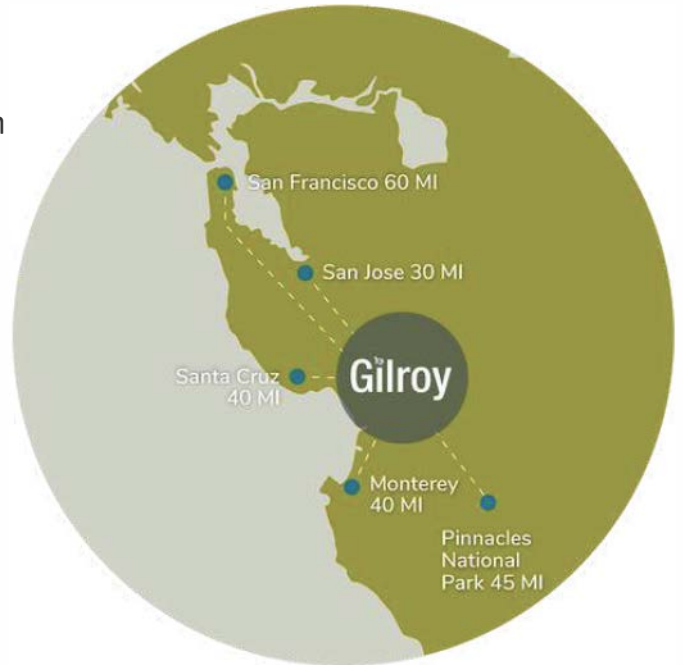 n
San Francisco 60 MI
San Jose 30 MI
Santa Cruz
40 MI
to
Gilroy
Monterey
40 MI
Pinnacles
National
Park 45 MI